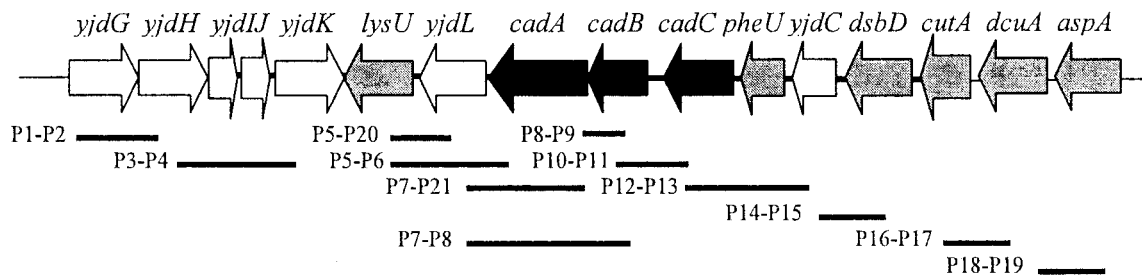 yjdG yjdH yjdIJ yjdK lysU yjdL cadA cadB cadC pheU yjdC dsbD cutA dcuA aspA
P1-P2 P5-P20 P8-P9
P3-P4 P5-P6 P10-P11
P7-P21 P12-P13
P14-P15
P16-P17
P7-P8
P18-P19